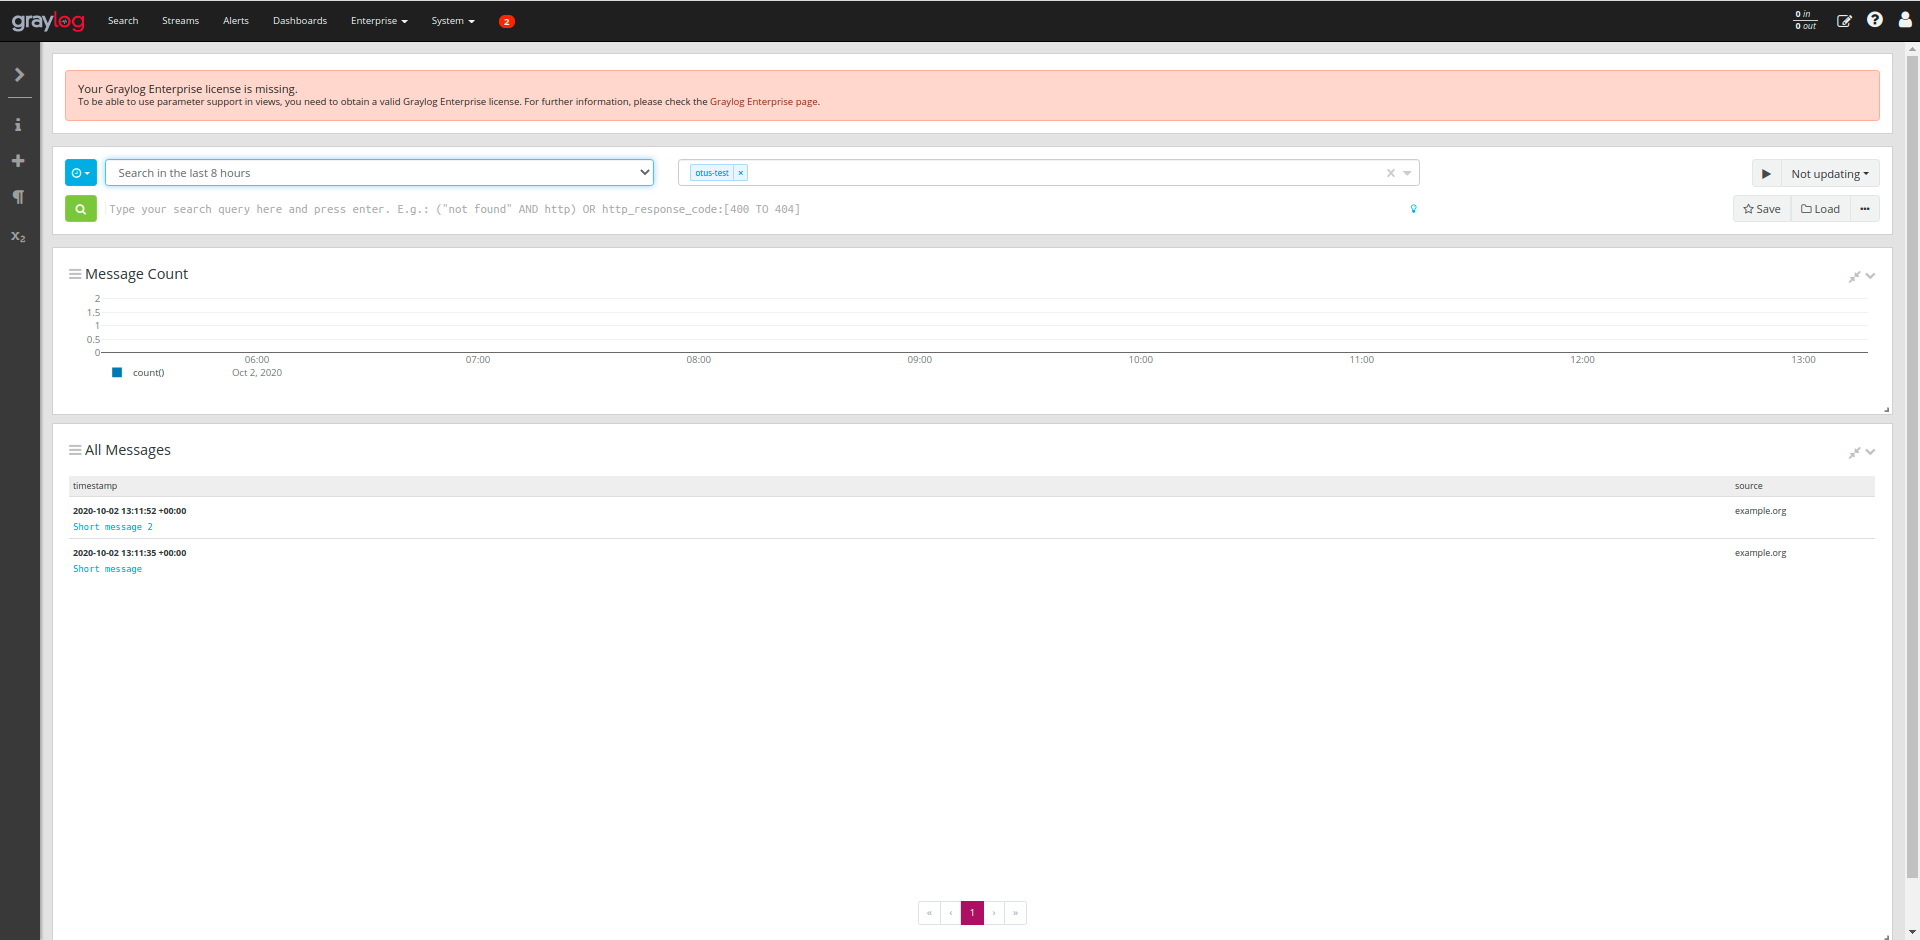 graylog Search Streams Alerts Dashboards Enterprise System 2 0 in
0 out
Your Graylog Enterprise license is missing.
To be able to use parameter support in views, you need to obtain a valid Graylog Enterprise license. For further information, please check the Graylog Enterprise page.
Search in the last 8 hours otus-test × Not updating
Type your search query here and press enter. E.g.: ("not found" AND http) OR http_response_code:[400 TO 404] Save Load
x2
Message Count
2
1.5
1
0.5
0
06:00 07:00 08:00 09:00 10:00 11:00 12:00 13:00
count() Oct 2, 2020
All Messages
timestamp source
2020-10-02 13:11:52 +00:00 example.org
Short message 2
2020-10-02 13:11:35 +00:00 example.org
Short message
« ‹ 1 › »